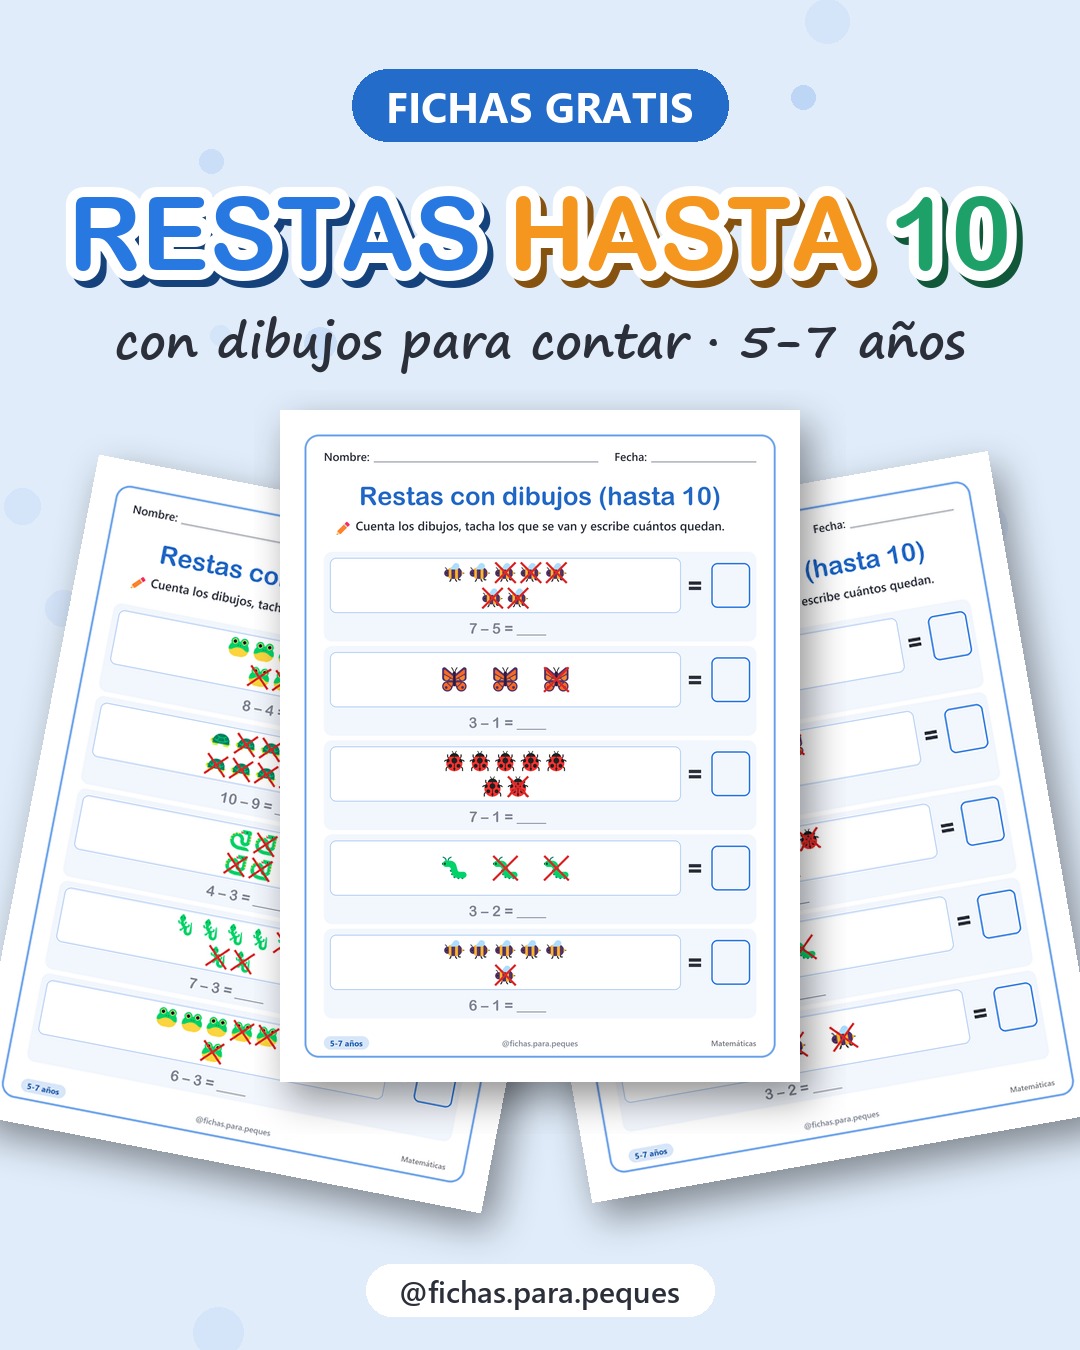 FICHAS GRATIS
RESTAS HASTA 10
con dibujos para contar · 5-7 años
Nombre: Fecha:
Restas con dibujos (hasta 10)
Cuenta los dibujos, tacha los que se van y escribe cuántos quedan.
=
7 – 5 = ____
=
3 – 1 = ____
=
7 – 1 = ____
=
3 – 2 = ____
=
6 – 1 = ____
5-7 años @fichas.para.peques Matemáticas
Nombre:
Restas co
Cuenta los dibujos,
8 – 4 =
10 – 9 =
4 – 3 =
7 – 3 = ____
6 – 3 = ____
5-7 años @fichas.para.peques Matemáticas
Fecha:
(hasta 10)
escribe cuántos quedan.
=
=
=
=
=
3 – 2 = ____
5-7 años @fichas.para.peques Matemáticas
@fichas.para.peques